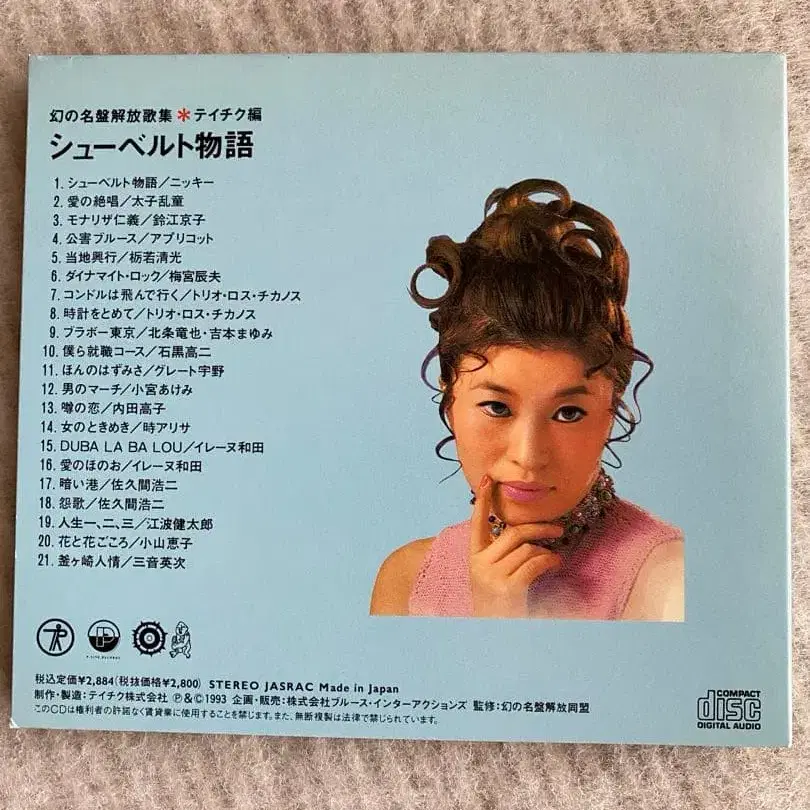 幻の名盤解放歌集＊テイチク編
シューベルト物語
1. シューベルト物語／ニッキー
2. 愛の絶唱／太子乱童
3. モナリザ仁義／鈴江京子
4. 公害ブルース／アプリコット
5. 当地興行／栃若清光
6. ダイナマイト・ロック／梅宮辰夫
7. コンドルは飛んで行く／トリオ・ロス・チカノス
8. 時計をとめて／トリオ・ロス・チカノス
9. ブラボー東京／北条竜也・吉本まゆみ
10. 僕ら就職コース／石黒高二
11. ほんのはずみさ／グレート宇野
12. 男のマーチ／小宮あけみ
13. 噂の恋／内田高子
14. 女のときめき／時アリサ
15. DUBA LA BA LOU／イレーヌ和田
16. 愛のほのお／イレーヌ和田
17. 暗い港／佐久間浩二
18. 怨歌／佐久間浩二
19. 人生一、二、三／江波健太郎
20. 花と花ごころ／小山恵子
21. 釜ヶ崎人情／三音英次
税込定価¥2,884（税抜価格¥2,800） STEREO JASRAC Made in Japan
制作・製造：テイチク株式会社 Ⓟ&©1993 企画・販売：株式会社ブルース・インターアクションズ 監修：幻の名盤解放同盟
このCDは権利者の許諾なく賃貸業に使用することを禁じます。また、無断複製は法律で禁じられています。
COMPACT
disc
DIGITAL AUDIO